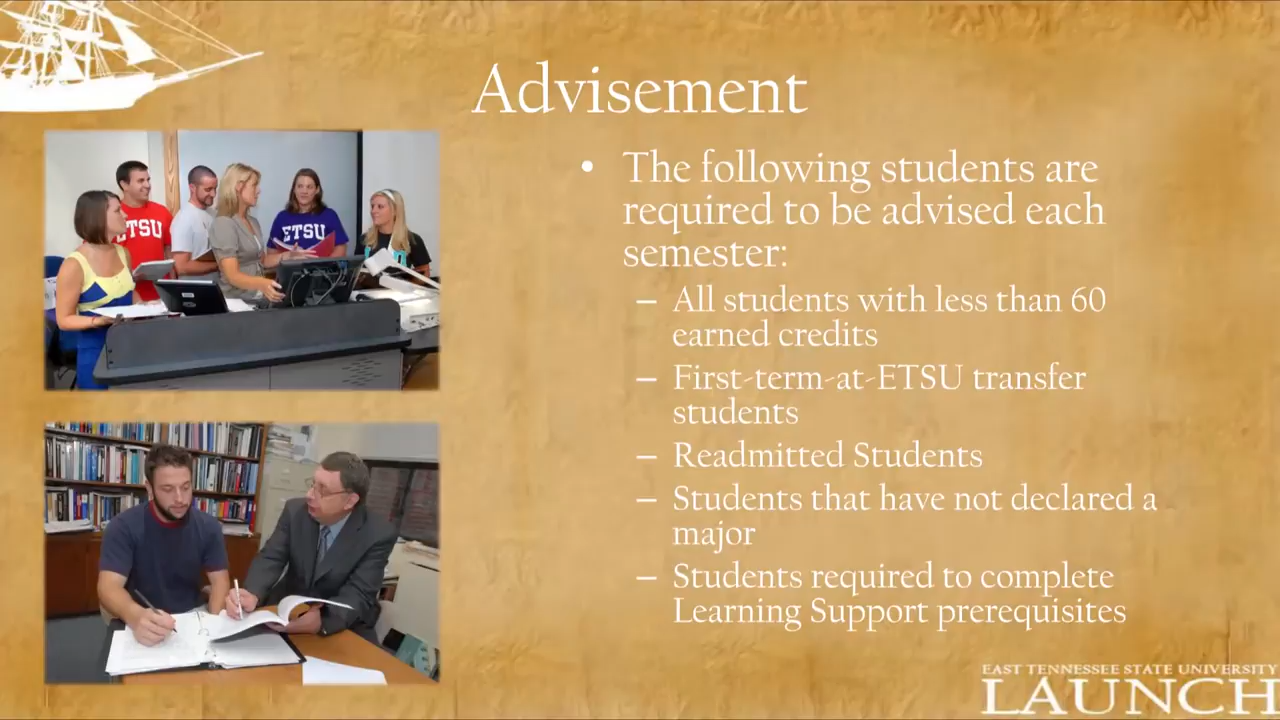 Advisement
• The following students are
required to be advised each
semester:
– All students with less than 60
earned credits
– First-term-at-ETSU transfer
students
– Readmitted Students
– Students that have not declared a
major
– Students required to complete
Learning Support prerequisites
ETSU
ETSU
EAST TENNESSEE STATE UNIVERSITY
LAUNCH